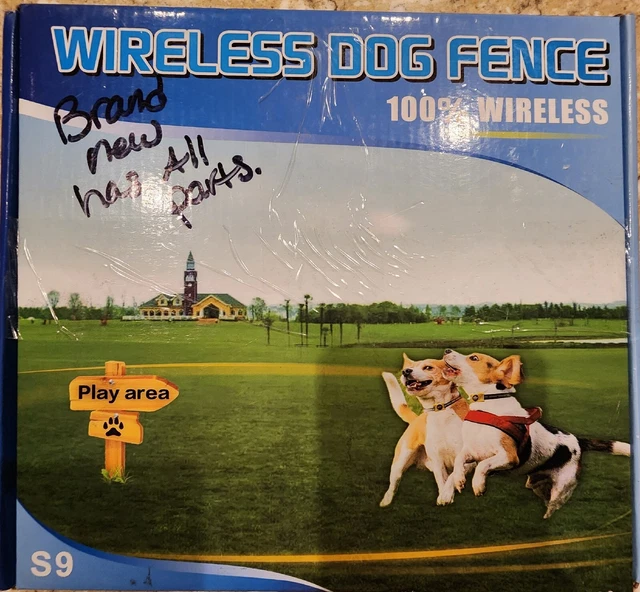 WIRELESS DOG FENCE
100% WIRELESS
Brand
new
has All
parts.
Play area
S9